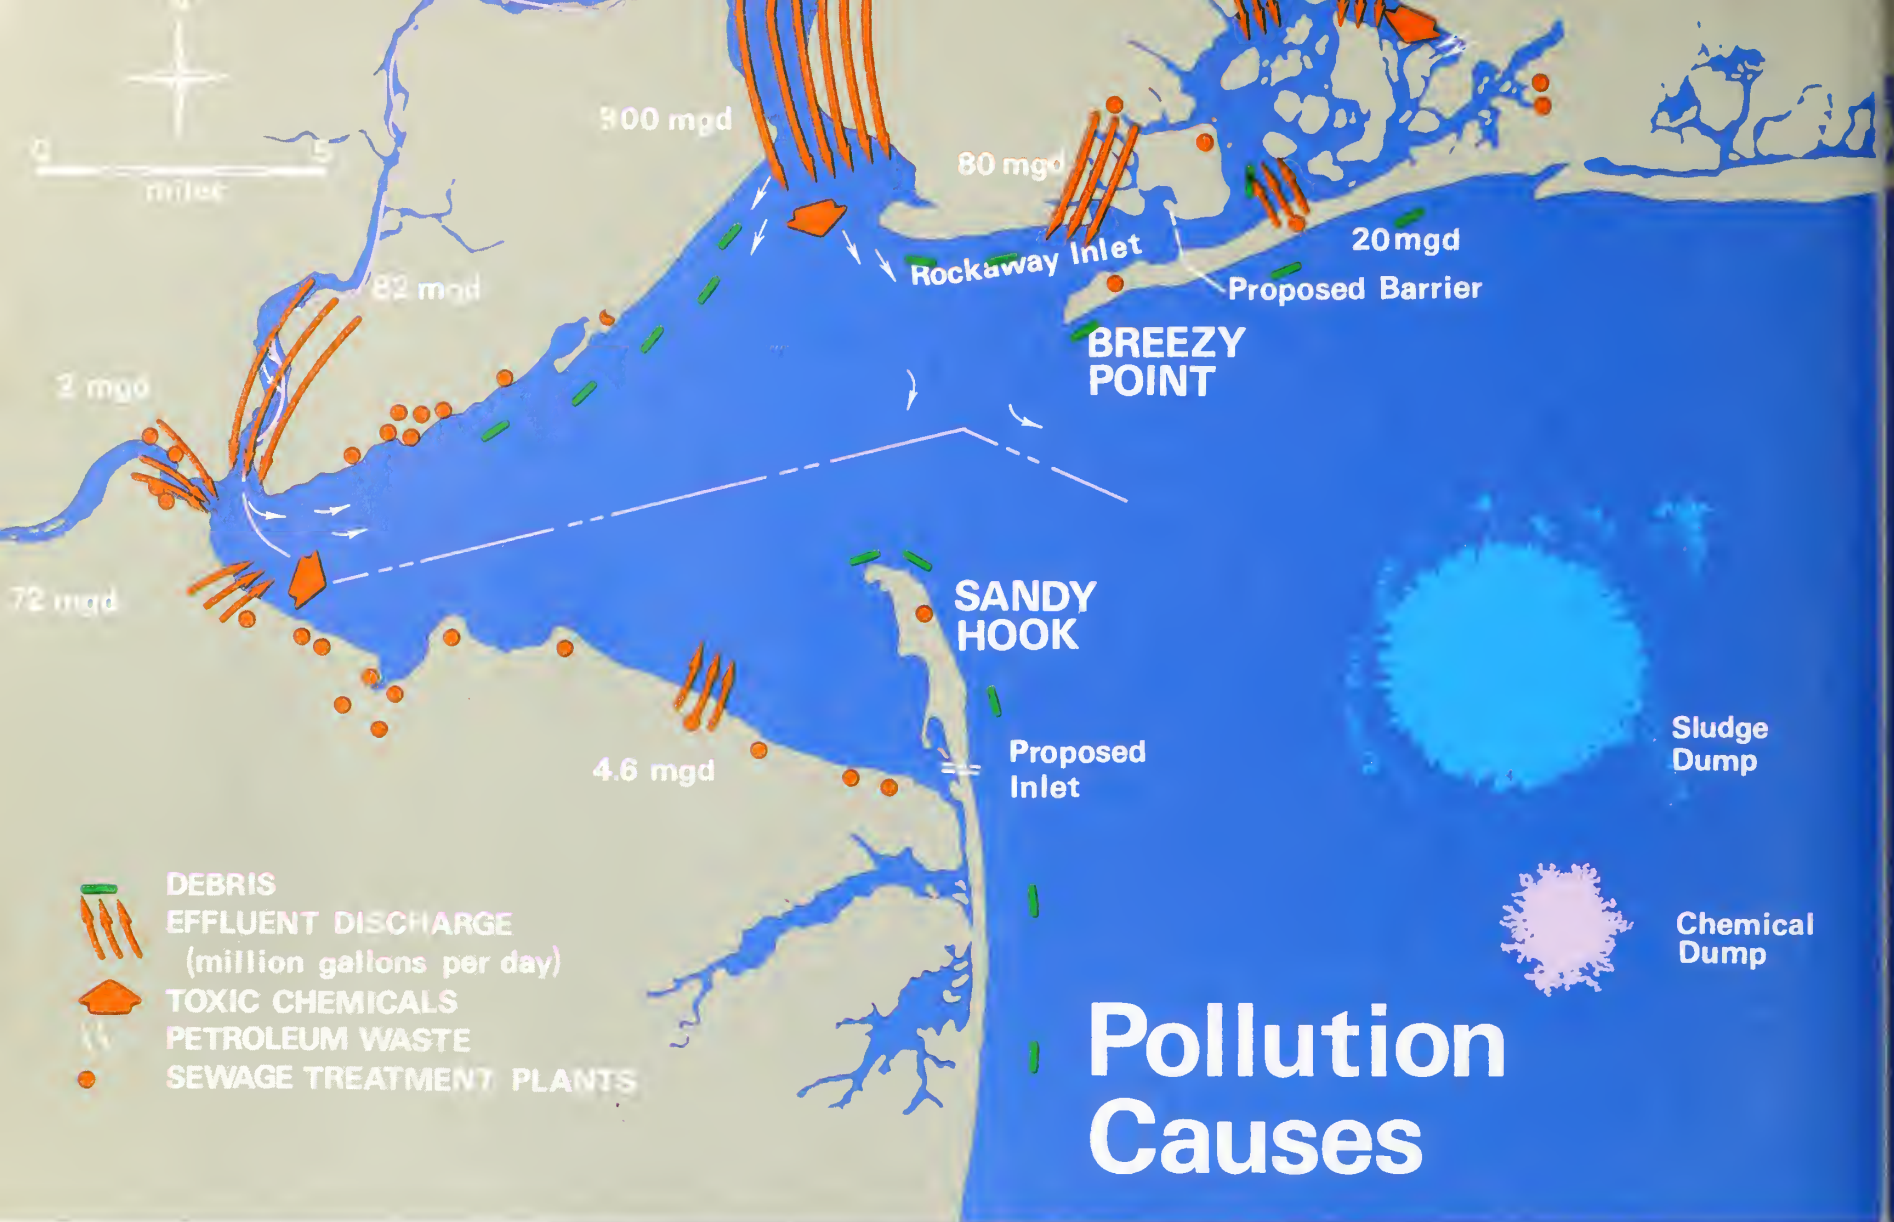 0 5
miles
900 mgd
80 mgd
20 mgd
Rockaway Inlet
Proposed Barrier
82 mgd
BREEZY
POINT
2 mgd
72 mgd
SANDY
HOOK
Proposed
Inlet
4.6 mgd
Sludge
Dump
Chemical
Dump
DEBRIS
EFFLUENT DISCHARGE
(million gallons per day)
TOXIC CHEMICALS
PETROLEUM WASTE
SEWAGE TREATMENT PLANTS
Pollution
Causes